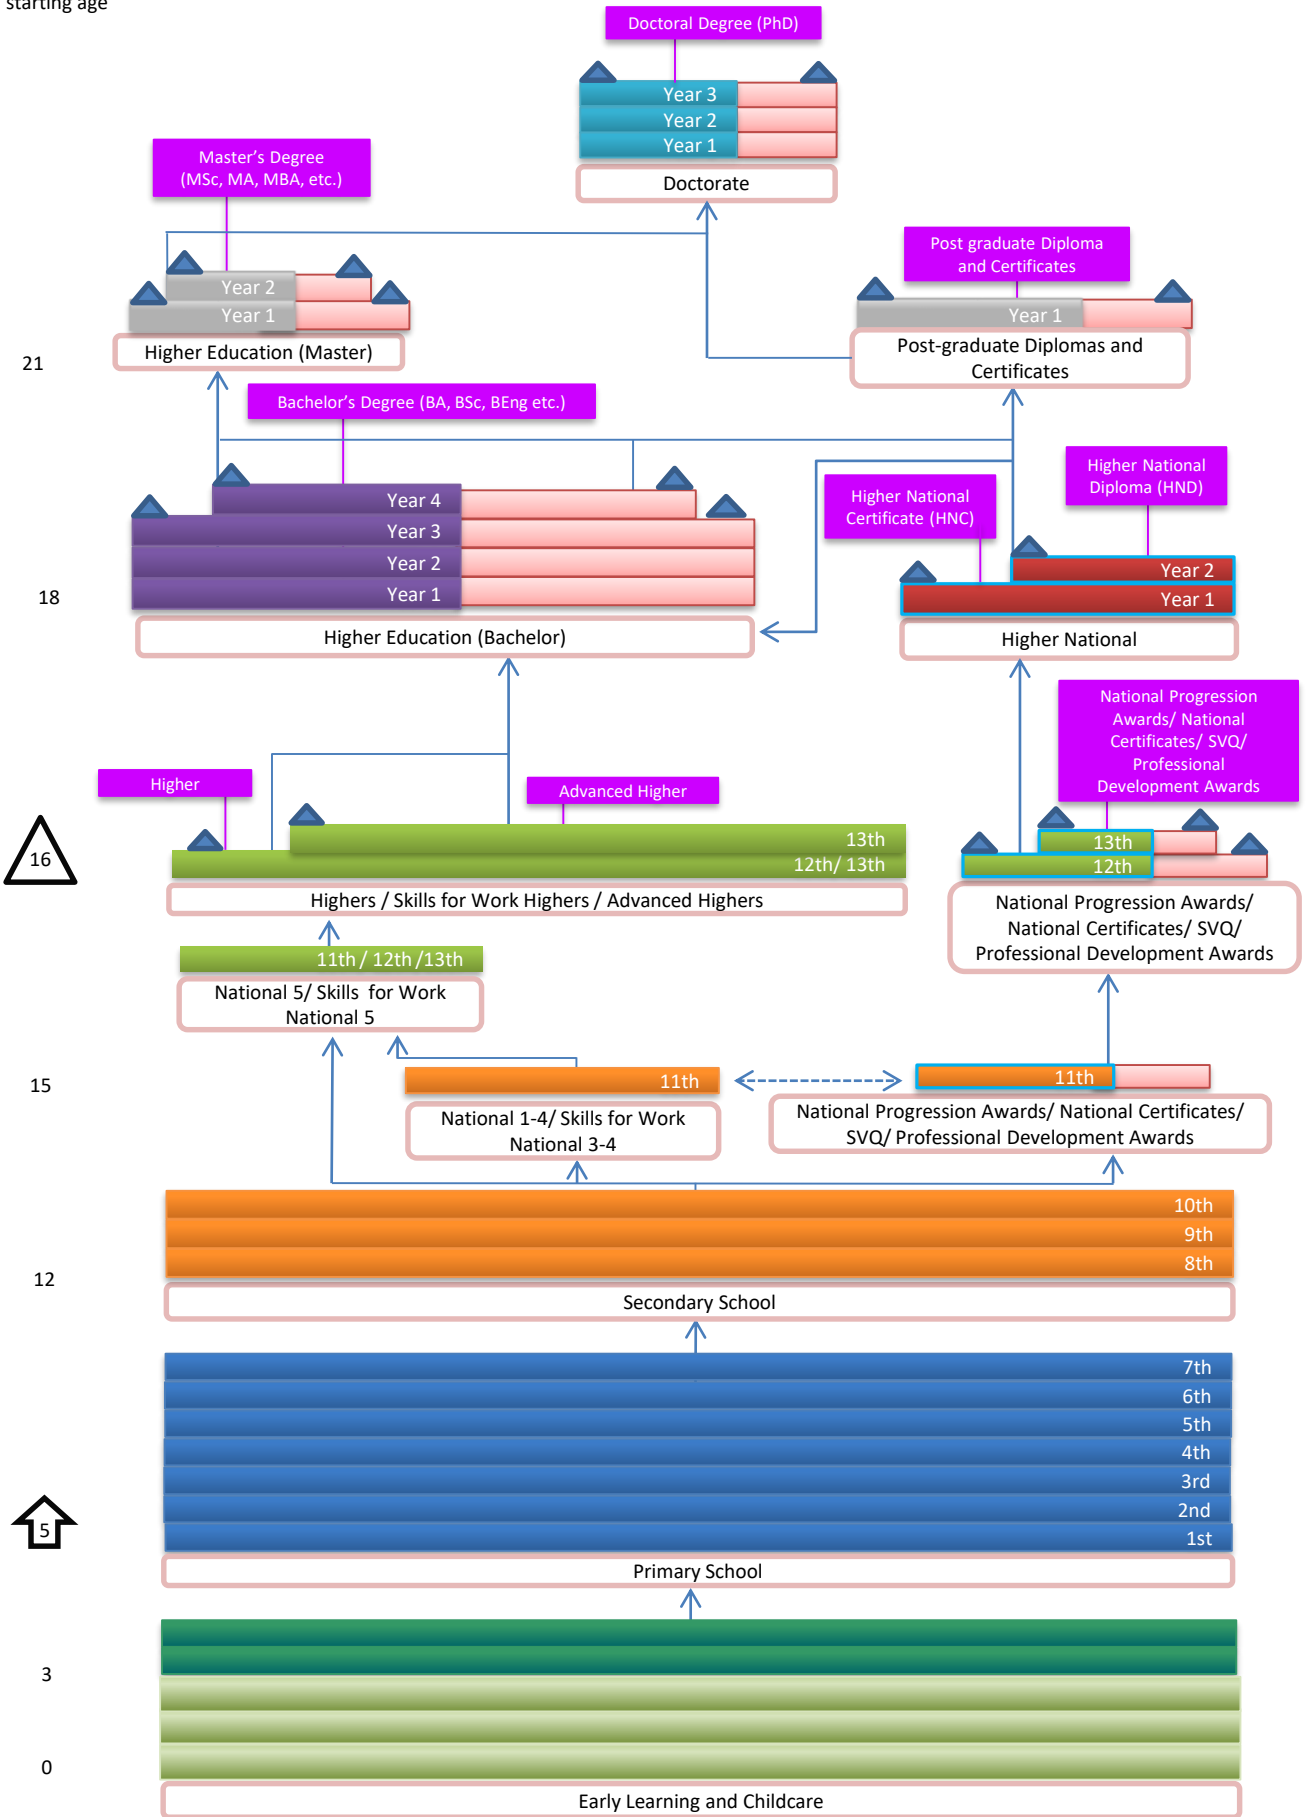 starting age
Doctoral Degree (PhD)
Year 3
Year 2
Year 1
Doctorate
Master's Degree
(MSc, MA, MBA, etc.)
Year 2
Year 1
Higher Education (Master)
Post graduate Diploma
and Certificates
Year 1
Post-graduate Diplomas and
Certificates
21
Bachelor's Degree (BA, BSc, BEng etc.)
Year 4
Year 3
Year 2
Year 1
Higher Education (Bachelor)
Higher National
Certificate (HNC)
Higher National
Diploma (HND)
Year 2
Year 1
Higher National
18
Higher
Advanced Higher
13th
12th/ 13th
Highers / Skills for Work Highers / Advanced Highers
National Progression
Awards/ National
Certificates/ SVQ/
Professional
Development Awards
13th
12th
National Progression Awards/
National Certificates/ SVQ/
Professional Development Awards
16
11th / 12th /13th
National 5/ Skills for Work
National 5
15
11th
National 1-4/ Skills for Work
National 3-4
11th
National Progression Awards/ National Certificates/
SVQ/ Professional Development Awards
10th
9th
8th
12
Secondary School
7th
6th
5th
4th
3rd
2nd
1st
5
Primary School
3
0
Early Learning and Childcare